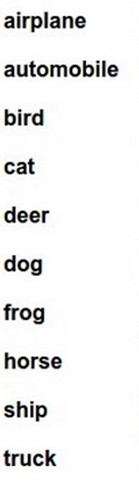 airplane
automobile
bird
cat
deer
dog
frog
horse
ship
truck